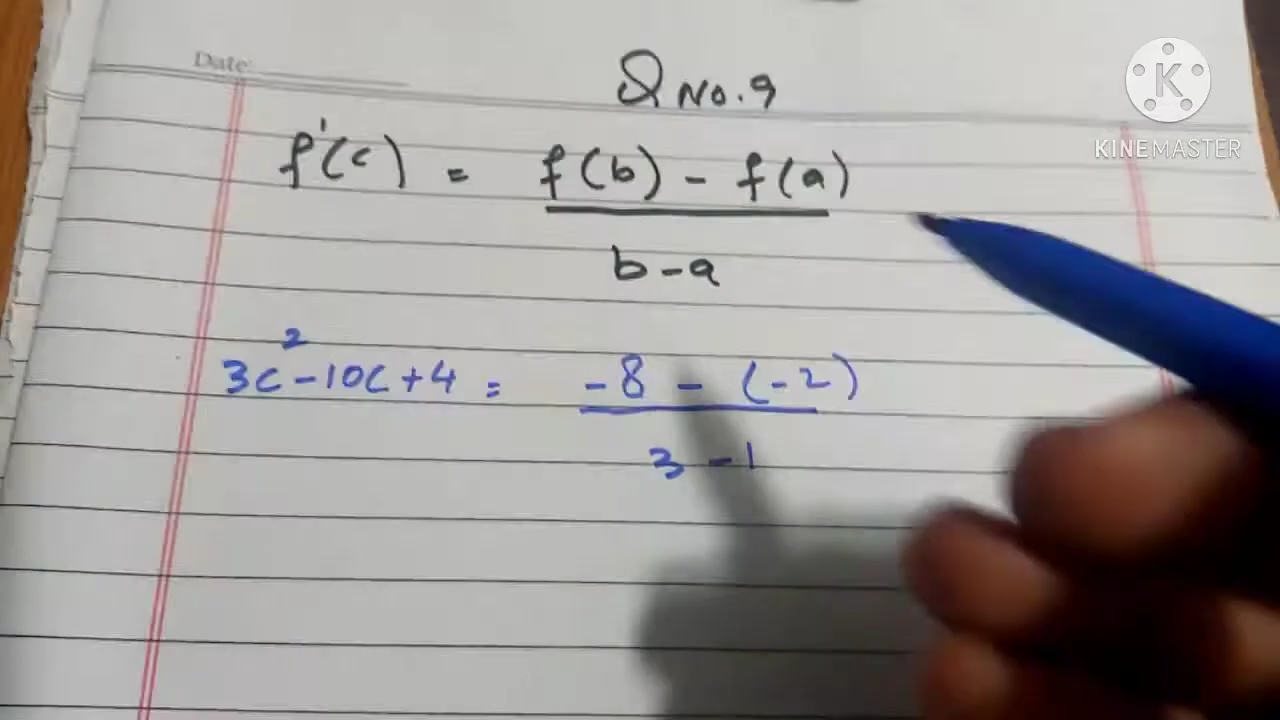 Date:
Q No.9
K
KINEMASTER
f'(c) = f(b) - f(a)
b-a
3c²-10c+4 = -8 - (-2)
3-1